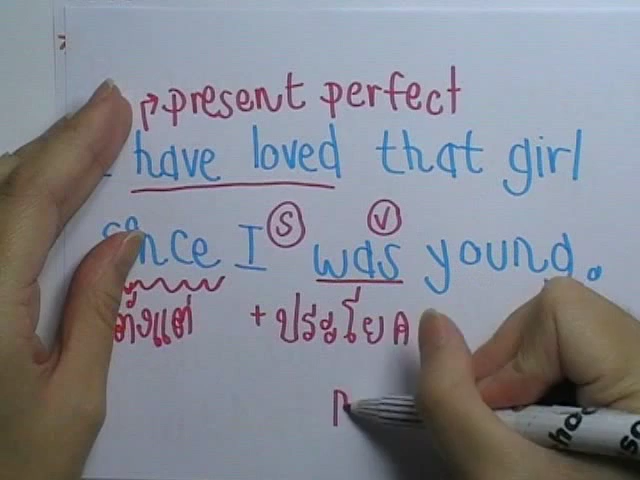 present perfect
have loved that girl
since I S was V young.
ตั้งแต่ + ประโยค